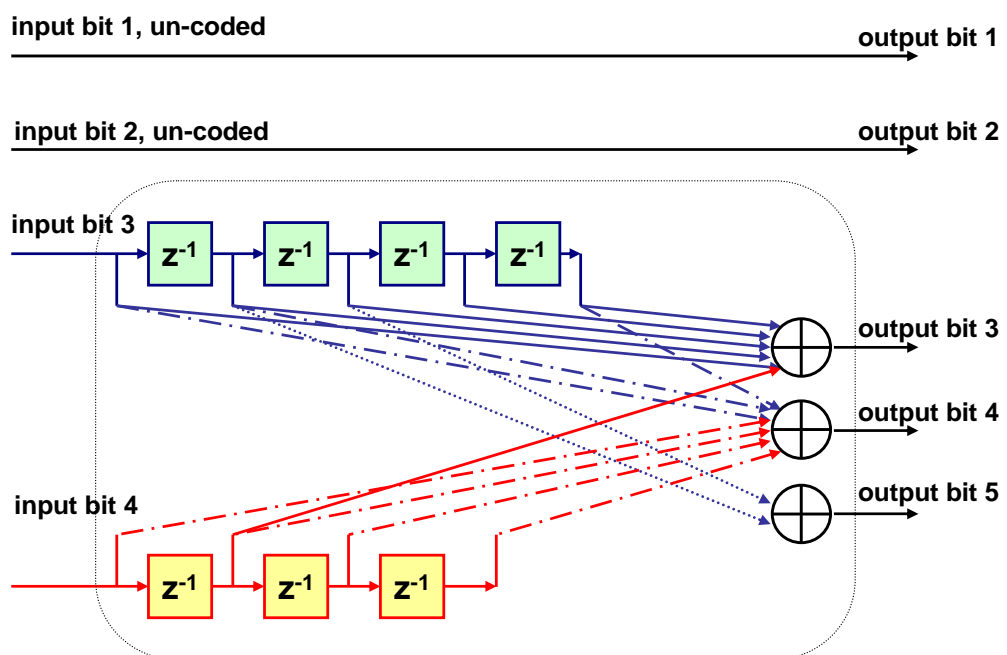 input bit 1, un-coded
output bit 1
input bit 2, un-coded
output bit 2
input bit 3
z-1
z-1
z-1
z-1
output bit 3
output bit 4
input bit 4
output bit 5
z-1
z-1
z-1